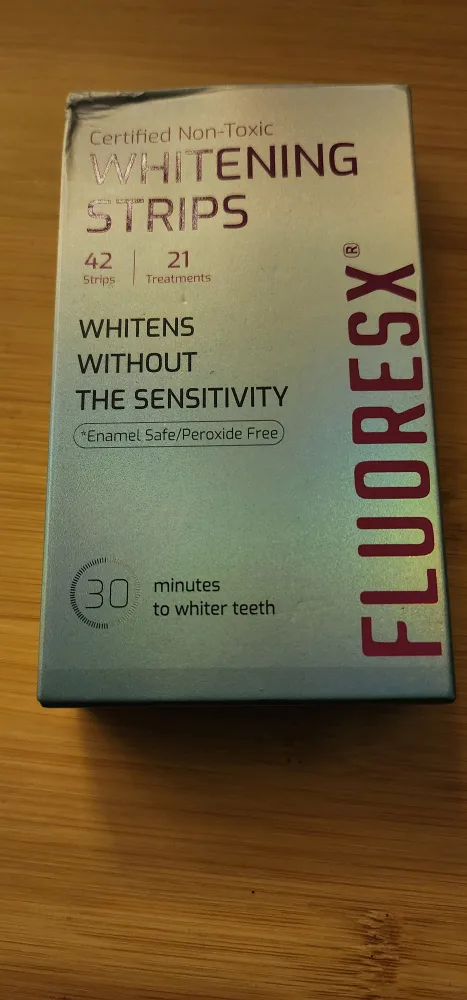 Certified Non-Toxic
WHITENING
STRIPS
42
Strips
21
Treatments
WHITENS
WITHOUT
THE SENSITIVITY
*Enamel Safe/Peroxide Free
30
minutes
to whiter teeth
FLUORESX®